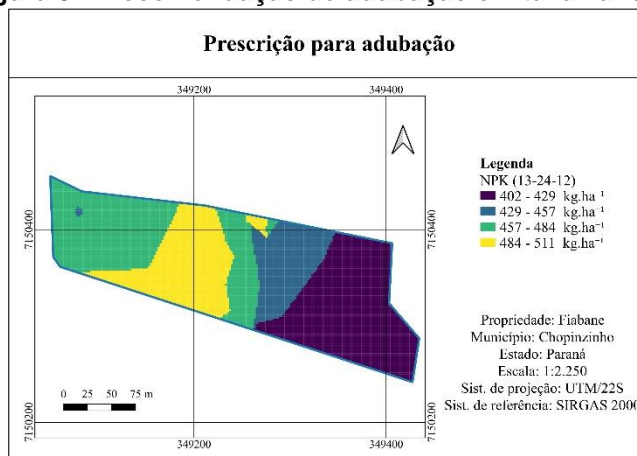 Prescrição para adubação
349200
349400
7150400
7150400
Legenda
NPK (13-24-12)
402 - 429 kg.ha⁻¹
429 - 457 kg.ha⁻¹
457 - 484 kg.ha⁻¹
484 - 511 kg.ha⁻¹
Propriedade: Fiabane
Município: Chopinzinho
Estado: Paraná
Escala: 1:2.250
Sist. de projeção: UTM/22S
Sist. de referência: SIRGAS 2000
0 25 50 75 m
7150200
7150200
349200
349400